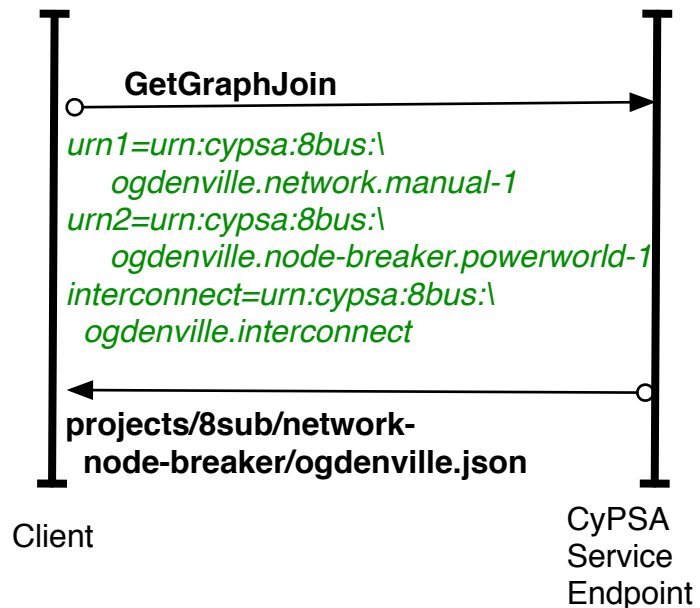 GetGraphJoin
urn1=urn:cypsa:8bus:\
ogdenville.network.manual-1
urn2=urn:cypsa:8bus:\
ogdenville.node-breaker.powerworld-1
interconnect=urn:cypsa:8bus:\
ogdenville.interconnect
projects/8sub/network-
node-breaker/ogdenville.json
Client
CyPSA
Service
Endpoint